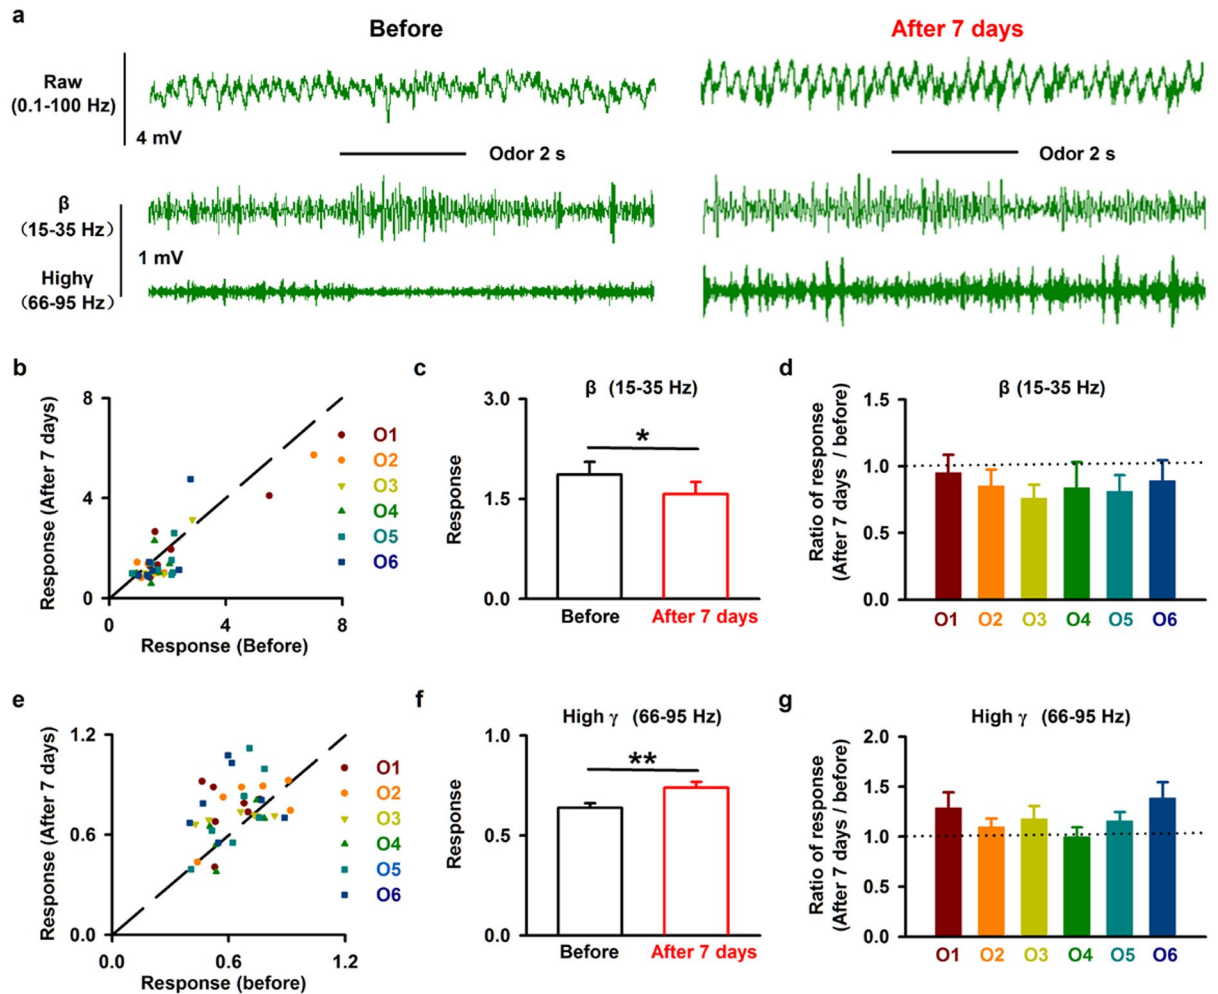 a
Before
After 7 days
Raw
(0.1-100 Hz)
4 mV
Odor 2 s
Odor 2 s
β
(15-35 Hz)
1 mV
Highγ
(66-95 Hz)
b
Response (After 7 days)
8
4
0
0
4
8
Response (Before)
O1
O2
O3
O4
O5
O6
c
β (15-35 Hz)
Response
3.0
1.5
0.0
*
Before
After 7 days
d
β (15-35 Hz)
Ratio of response
(After 7 days / before)
1.5
1.0
0.5
0.0
O1
O2
O3
O4
O5
O6
e
Response (After 7 days)
1.2
0.6
0.0
0.0
0.6
1.2
Response (before)
O1
O2
O3
O4
O5
O6
f
High γ (66-95 Hz)
Response
1.0
0.5
0.0
**
Before
After 7 days
g
High γ (66-95 Hz)
Ratio of response
(After 7 days / before)
2.0
1.5
1.0
0.5
0.0
O1
O2
O3
O4
O5
O6